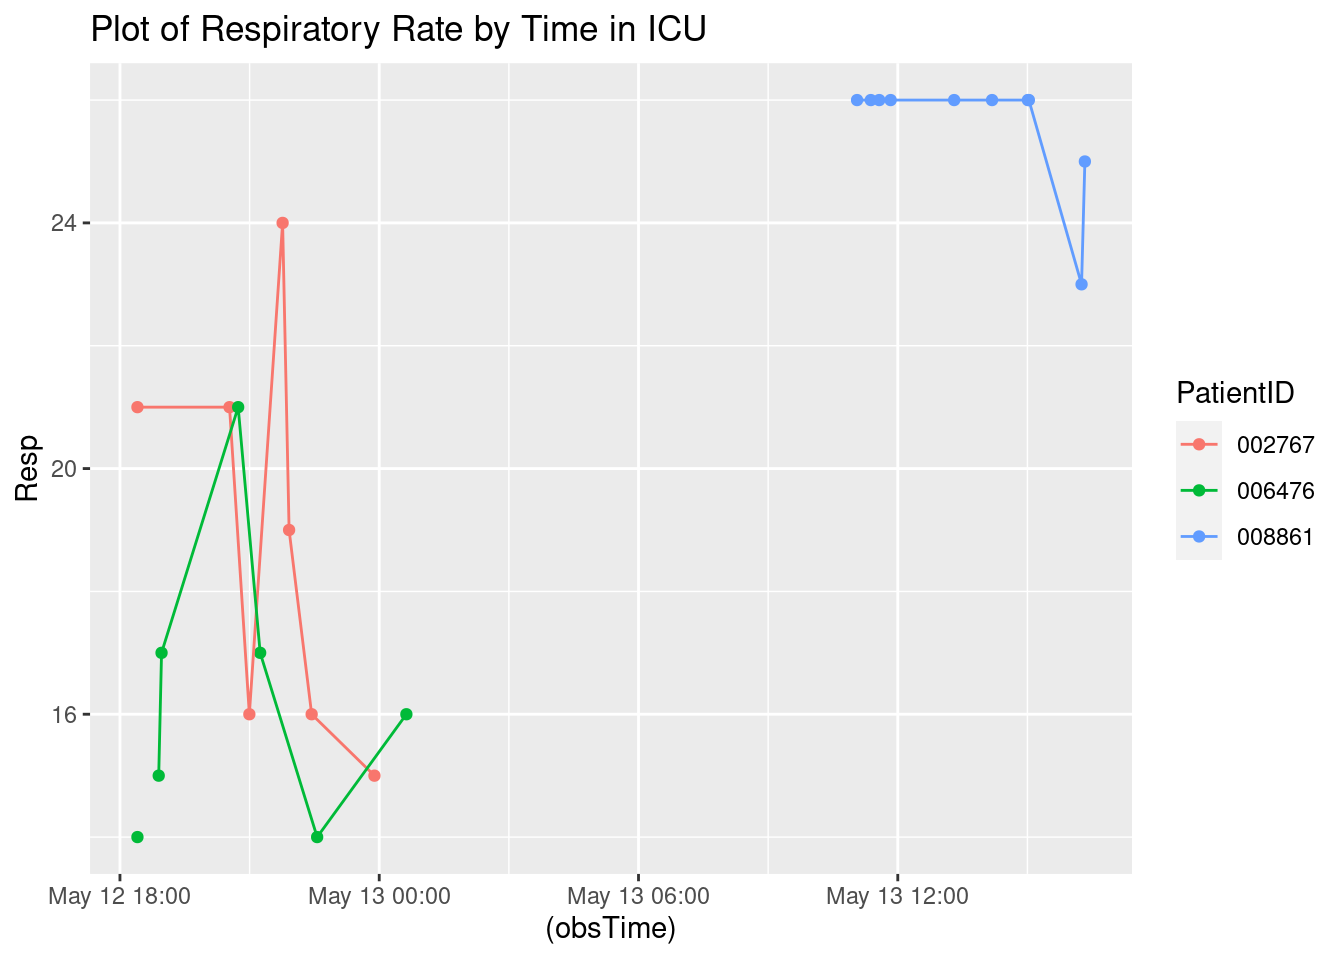 Plot of Respiratory Rate by Time in ICU
Resp
24
20
16
May 12 18:00
May 13 00:00
May 13 06:00
May 13 12:00
(obsTime)
PatientID
002767
006476
008861